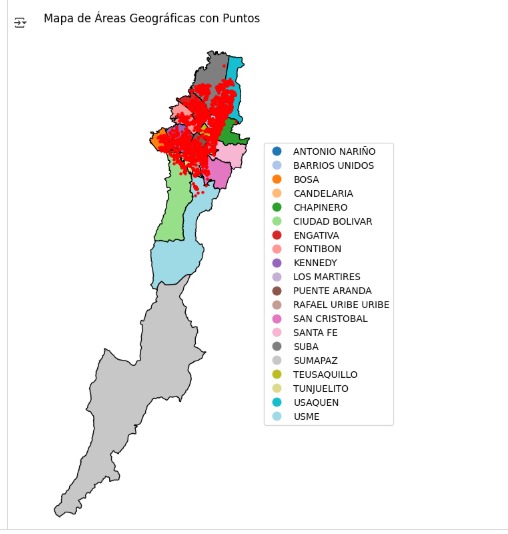 Mapa de Áreas Geográficas con Puntos
ANTONIO NARIÑO
BARRIOS UNIDOS
BOSA
CANDELARIA
CHAPINERO
CIUDAD BOLIVAR
ENGATIVA
FONTIBON
KENNEDY
LOS MARTIRES
PUENTE ARANDA
RAFAEL URIBE URIBE
SAN CRISTOBAL
SANTA FE
SUBA
SUMAPAZ
TEUSAQUILLO
TUNJUELITO
USAQUEN
USME